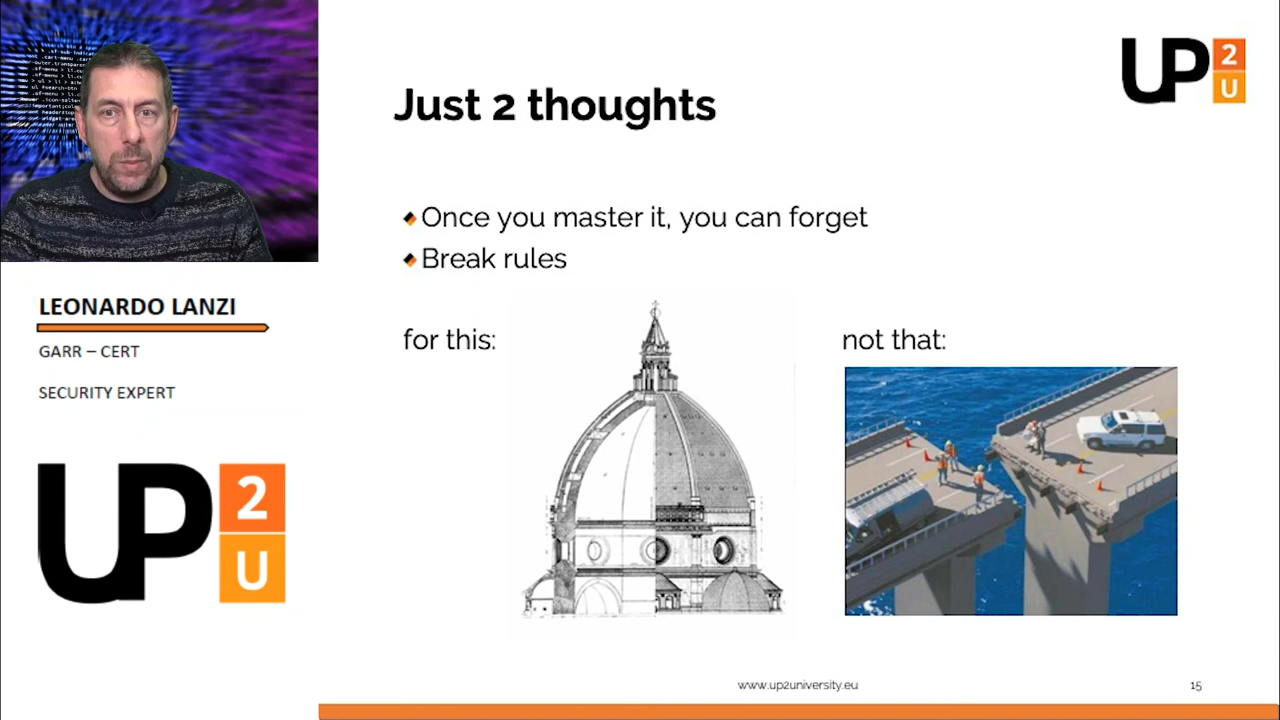 UP
2
U
Just 2 thoughts
Once you master it, you can forget
Break rules
for this:
not that:
LEONARDO LANZI
GARR – CERT
SECURITY EXPERT
UP
2
U
www.up2university.eu
15